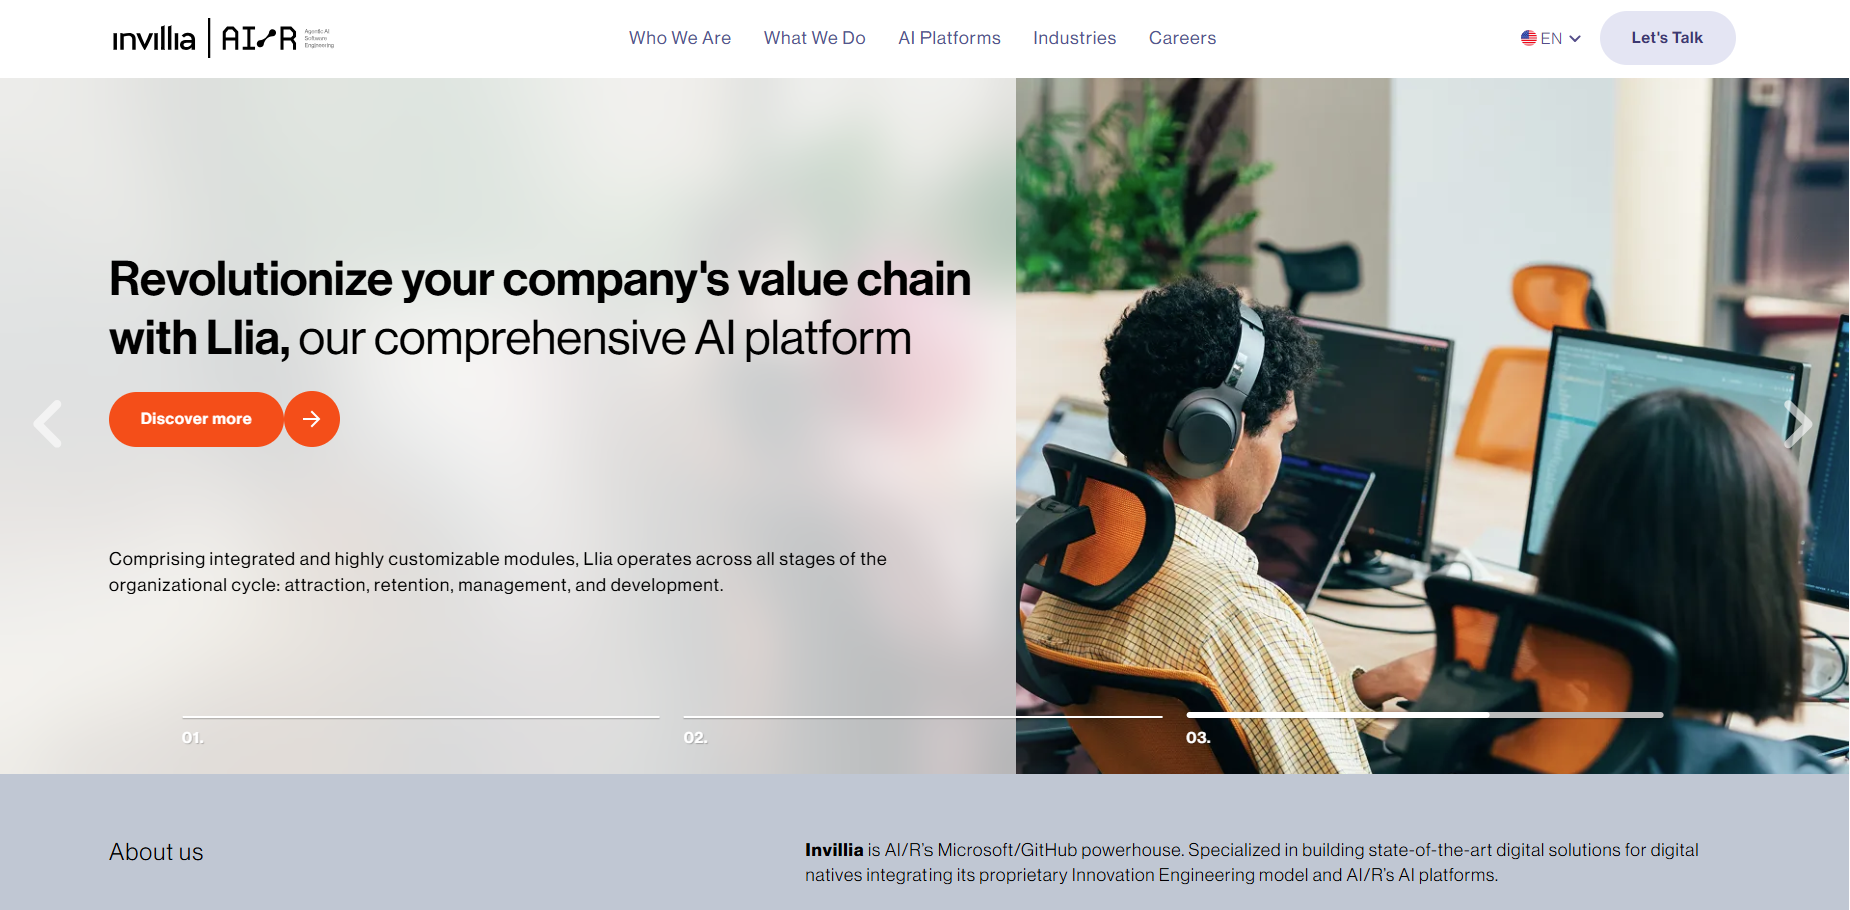 invillia
AI/R
Agentic AI
Software
Engineering
Who We Are
What We Do
AI Platforms
Industries
Careers
EN
Let's Talk
Revolutionize your company's value chain
with Llia, our comprehensive AI platform
Discover more
Comprising integrated and highly customizable modules, Llia operates across all stages of the
organizational cycle: attraction, retention, management, and development.
01.
02.
03.
About us
Invillia is AI/R's Microsoft/GitHub powerhouse. Specialized in building state-of-the-art digital solutions for digital
natives integrating its proprietary Innovation Engineering model and AI/R's AI platforms.